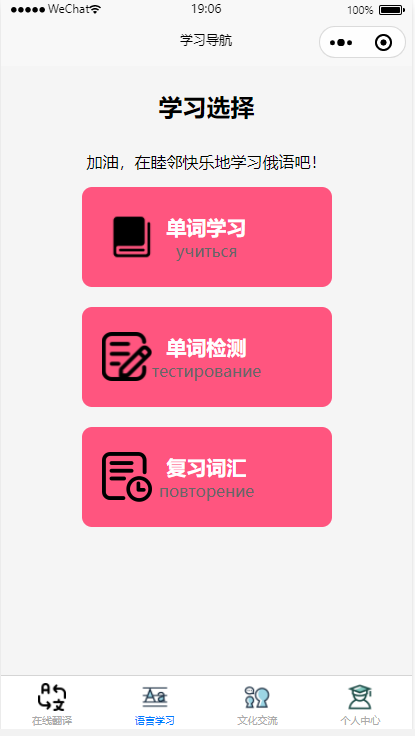 ●●●●● WeChat 19:06 100%
学习导航
学习选择
加油，在睦邻快乐地学习俄语吧！
单词学习
учиться
单词检测
тестирование
复习词汇
повторение
A 文
Aa
在线翻译 语言学习 文化交流 个人中心